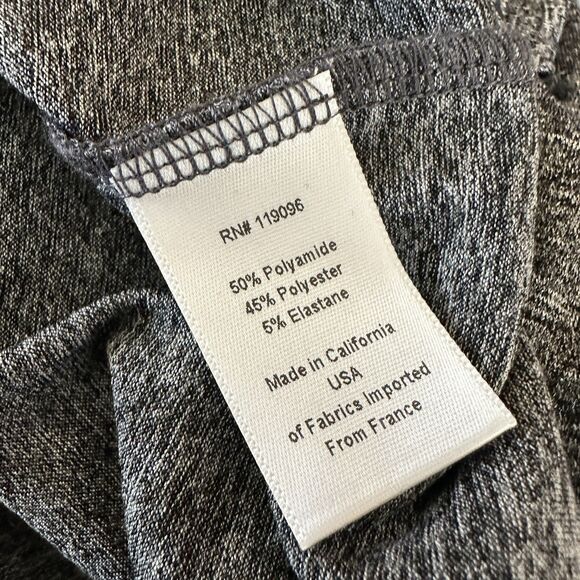 RN# 119096
50% Polyamide
45% Polyester
5% Elastane
Made in California
USA
of Fabrics Imported
From France